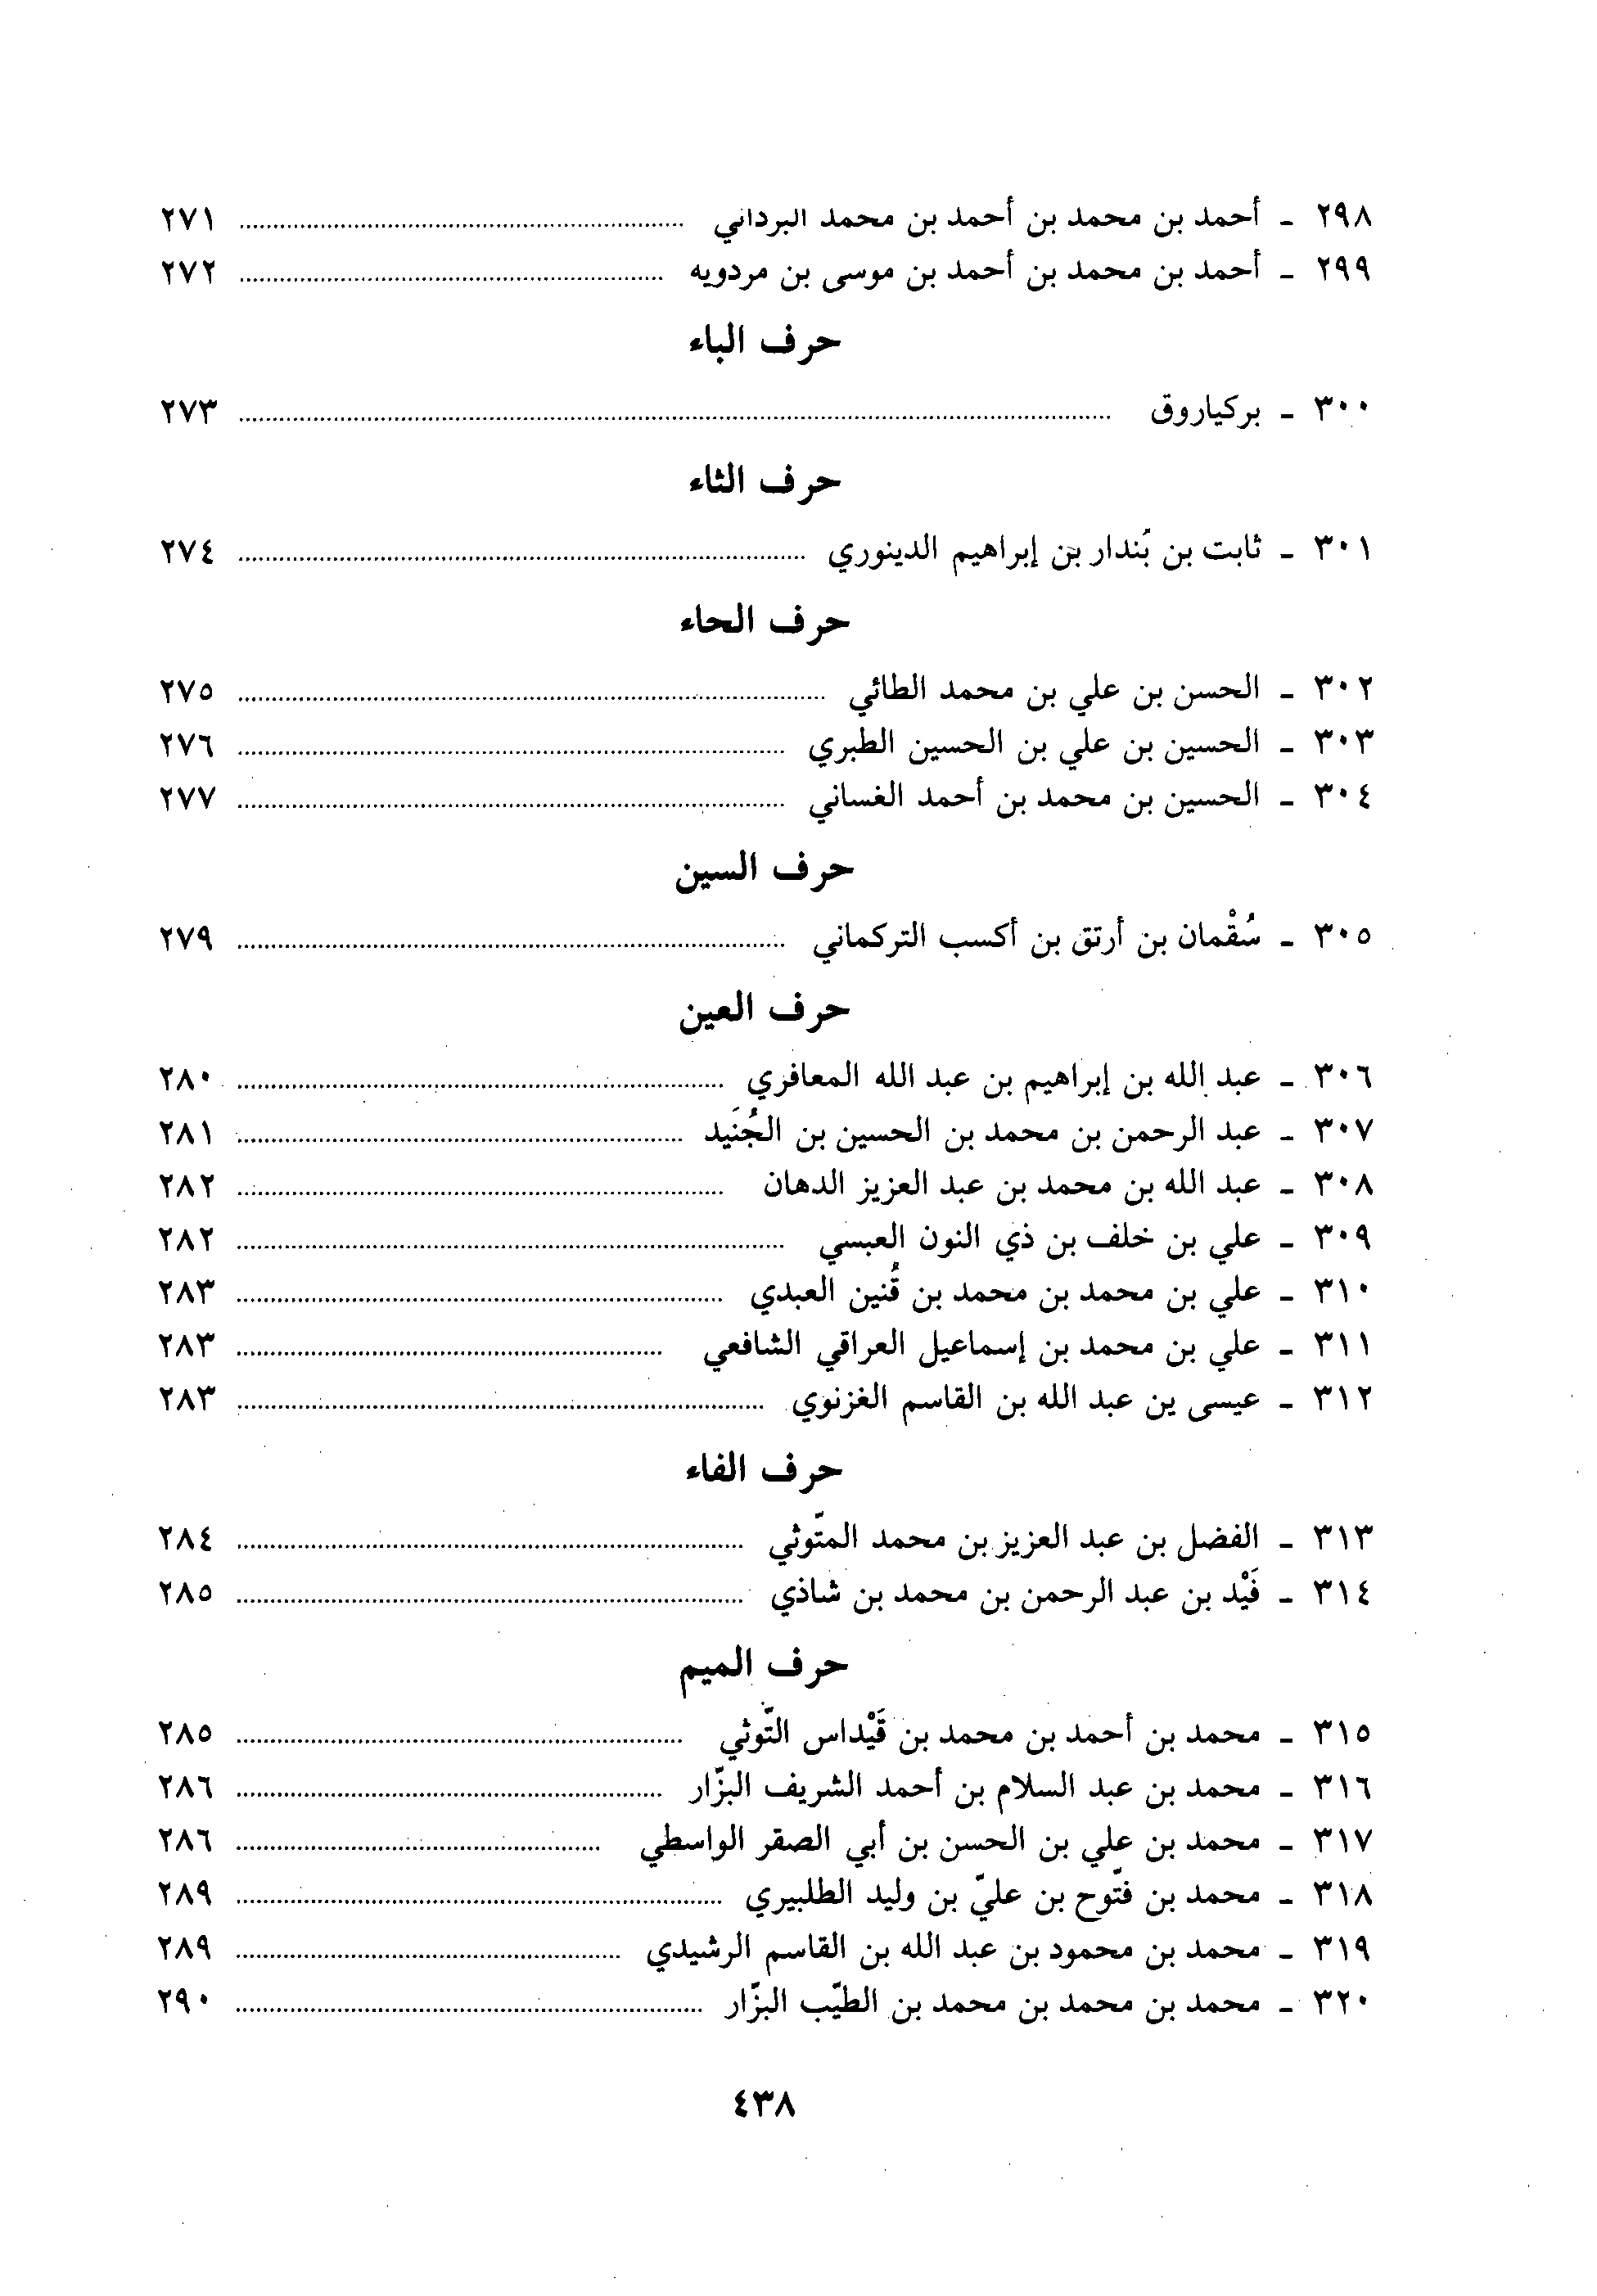 ٢٩٨ - أحمد بن محمد بن أحمد بن محمد البرداني ........ ٢٧١
٢٩٩ - أحمد بن محمد بن أحمد بن موسى بن مردويه ........ ٢٧٢
حرف الباء
٣٠٠ - بركياروق ........ ٢٧٣
حرف الثاء
٣٠١ - ثابت بن بُندار بن إبراهيم الدينوري ........ ٢٧٤
حرف الحاء
٣٠٢ - الحسن بن علي بن محمد الطائي ........ ٢٧٥
٣٠٣ - الحسين بن علي بن الحسين الطبري ........ ٢٧٦
٣٠٤ - الحسين بن محمد بن أحمد الغساني ........ ٢٧٧
حرف السين
٣٠٥ - سُقْمان بن أرتق بن أكسب التركماني ........ ٢٧٩
حرف العين
٣٠٦ - عبد الله بن إبراهيم بن عبد الله المعافري ........ ٢٨٠
٣٠٧ - عبد الرحمن بن محمد بن الحسين بن الجُنَيد ........ ٢٨١
٣٠٨ - عبد الله بن محمد بن عبد العزيز الدهان ........ ٢٨٢
٣٠٩ - علي بن خلف بن ذي النون العبسي ........ ٢٨٢
٣١٠ - علي بن محمد بن محمد بن قُنين العبدي ........ ٢٨٣
٣١١ - علي بن محمد بن إسماعيل العراقي الشافعي ........ ٢٨٣
٣١٢ - عيسى ين عبد الله بن القاسم الغزنوي ........ ٢٨٣
حرف الفاء
٣١٣ - الفضل بن عبد العزيز بن محمد المتّوثي ........ ٢٨٤
٣١٤ - فَيْد بن عبد الرحمن بن محمد بن شاذي ........ ٢٨٥
حرف الميم
٣١٥ - محمد بن أحمد بن محمد بن قَيْداس التّوثي ........ ٢٨٥
٣١٦ - محمد بن عبد السلام بن أحمد الشريف البزّار ........ ٢٨٦
٣١٧ - محمد بن علي بن الحسن بن أبي الصقر الواسطي ........ ٢٨٦
٣١٨ - محمد بن فتّوح بن عليّ بن وليد الطلبيري ........ ٢٨٩
٣١٩ - محمد بن محمود بن عبد الله بن القاسم الرشيدي ........ ٢٨٩
٣٢٠ - محمد بن محمد بن محمد بن الطيّب البزّار ........ ٢٩٠
٤٣٨